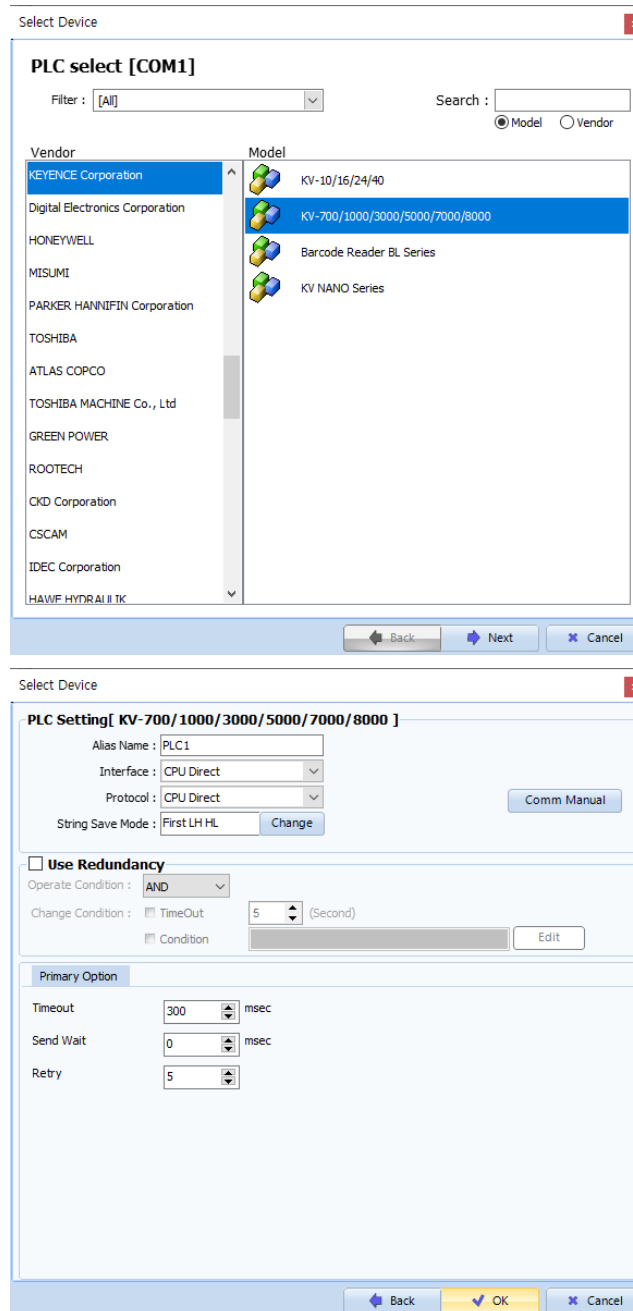 Select Device
PLC select [COM1]
Filter : [All] Search :
Model Vendor
Vendor Model
KEYENCE Corporation
Digital Electronics Corporation
HONEYWELL
MISUMI
PARKER HANNIFIN Corporation
TOSHIBA
ATLAS COPCO
TOSHIBA MACHINE Co., Ltd
GREEN POWER
ROOTECH
CKD Corporation
CSCAM
IDEC Corporation
HAWE HYDRAULIK
KV-10/16/24/40
KV-700/1000/3000/5000/7000/8000
Barcode Reader BL Series
KV NANO Series
Back Next Cancel
Select Device
PLC Setting[ KV-700/1000/3000/5000/7000/8000 ]
Alias Name : PLC1
Interface : CPU Direct
Protocol : CPU Direct Comm Manual
String Save Mode : First LH HL Change
Use Redundancy
Operate Condition : AND
Change Condition : TimeOut 5 (Second)
Condition Edit
Primary Option
Timeout 300 msec
Send Wait 0 msec
Retry 5
Back OK Cancel